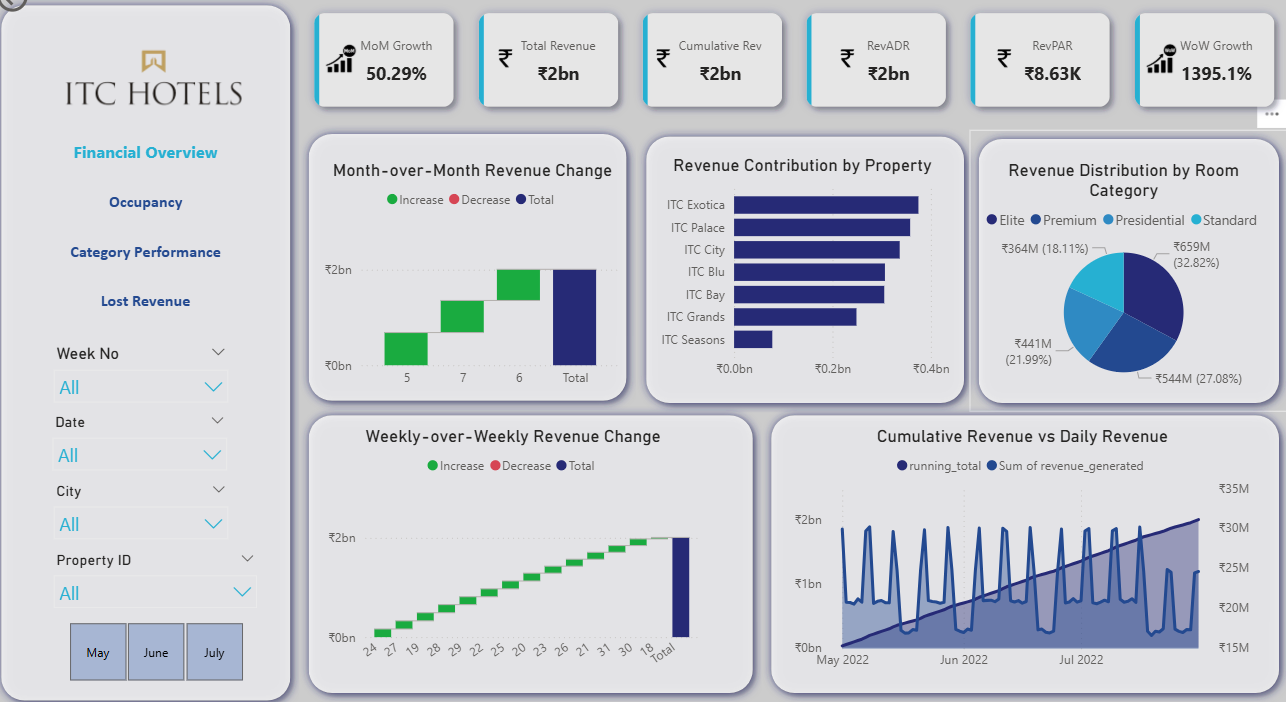 ITC HOTELS
Financial Overview
Occupancy
Category Performance
Lost Revenue
Week No
All
Date
All
City
All
Property ID
All
May June July
MoM
MoM Growth
50.29%
₹
Total Revenue
₹2bn
₹
Cumulative Rev
₹2bn
₹
RevADR
₹2bn
₹
RevPAR
₹8.63K
WoW
WoW Growth
1395.1%
Month-over-Month Revenue Change
Increase Decrease Total
₹2bn
₹0bn
5 7 6 Total
Revenue Contribution by Property
ITC Exotica
ITC Palace
ITC City
ITC Blu
ITC Bay
ITC Grands
ITC Seasons
₹0.0bn ₹0.2bn ₹0.4bn
Revenue Distribution by Room
Category
Elite Premium Presidential Standard
₹364M (18.11%)
₹659M
(32.82%)
₹441M
(21.99%)
₹544M (27.08%)
Weekly-over-Weekly Revenue Change
Increase Decrease Total
₹2bn
₹0bn
24 27 19 28 29 22 25 20 23 26 21 31 30 18 Total
Cumulative Revenue vs Daily Revenue
running_total Sum of revenue_generated
₹2bn
₹1bn
₹0bn
₹35M
₹30M
₹25M
₹20M
₹15M
May 2022 Jun 2022 Jul 2022